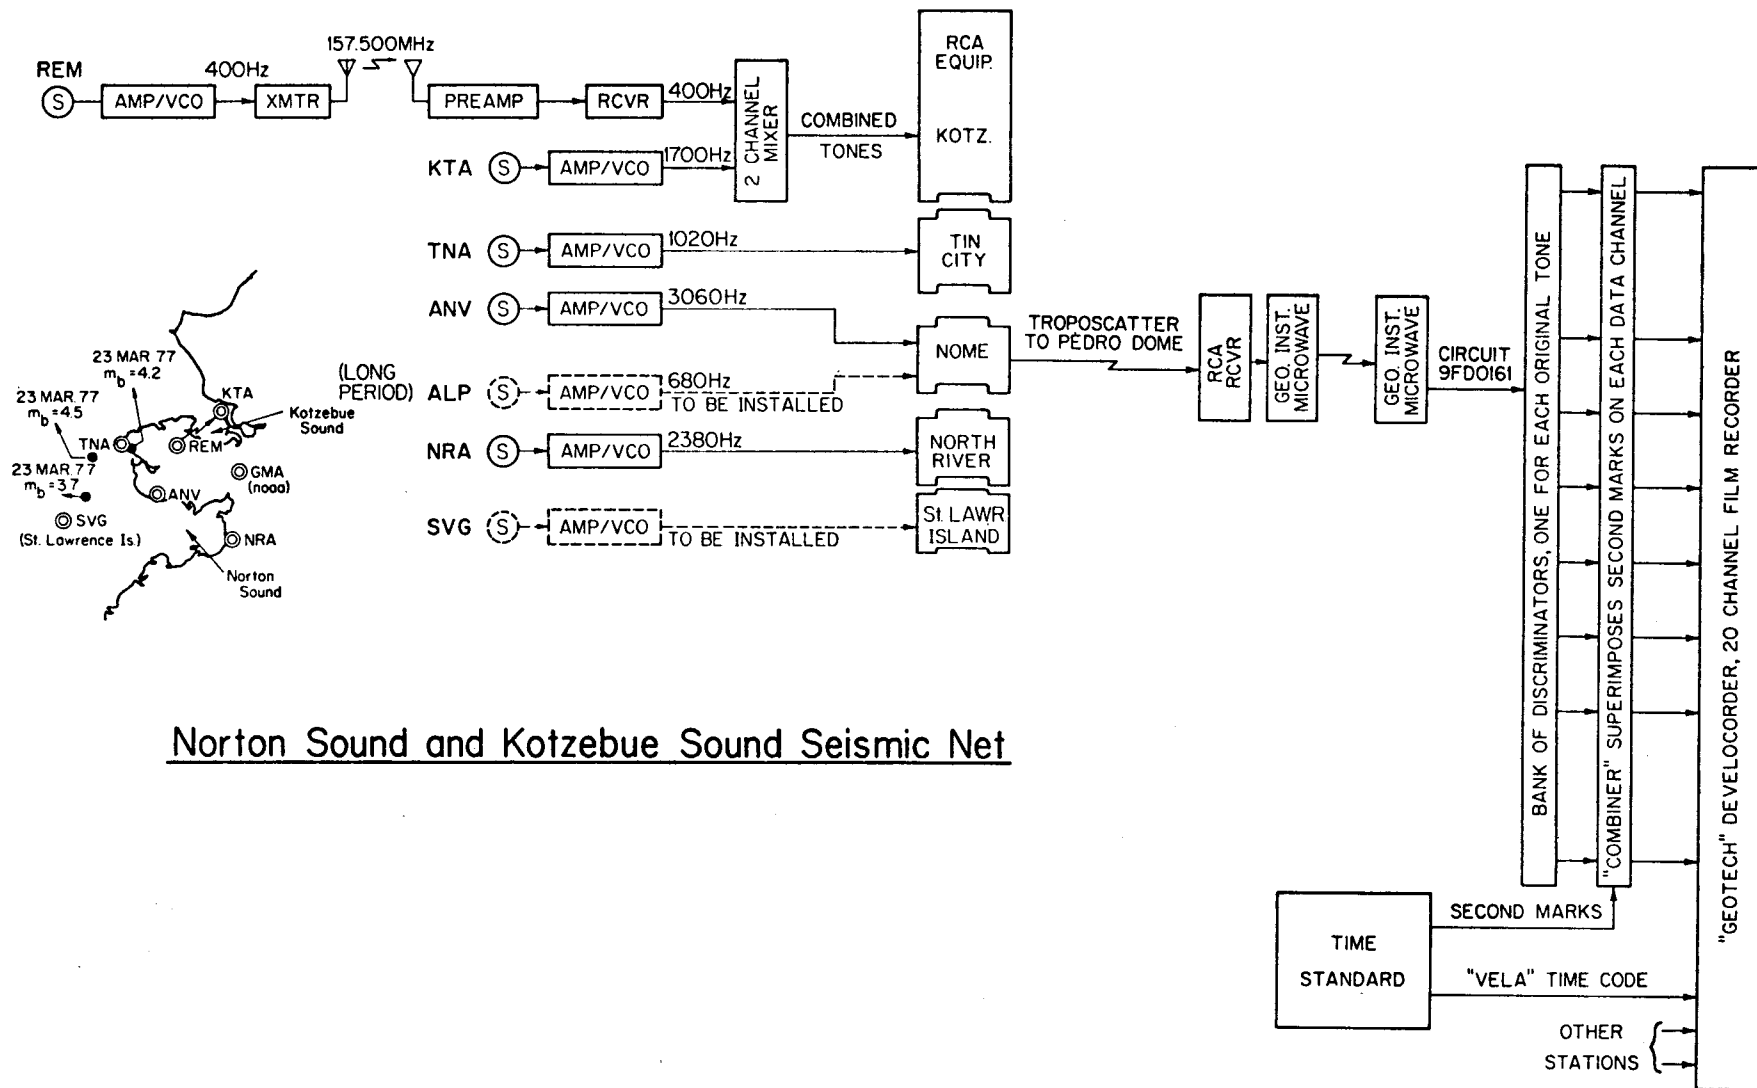 157.500MHz
REM
400Hz
S
AMP/VCO
XMTR
PREAMP
RCVR
400Hz
2 CHANNEL
MIXER
COMBINED
TONES
RCA
EQUIP.
KOTZ.
KTA
S
AMP/VCO
1700Hz
TNA
S
AMP/VCO
1020Hz
TIN
CITY
ANV
S
AMP/VCO
3060Hz
NOME
(LONG
PERIOD)
ALP
S
AMP/VCO
680Hz
TO BE INSTALLED
NRA
S
AMP/VCO
2380Hz
NORTH
RIVER
SVG
S
AMP/VCO
TO BE INSTALLED
St. LAWR
ISLAND
TROPOSCATTER
TO PEDRO DOME
RCA
RCVR
GEO. INST.
MICROWAVE
GEO. INST.
MICROWAVE
CIRCUIT
9FD0161
BANK OF DISCRIMINATORS, ONE FOR EACH ORIGINAL TONE
"COMBINER" SUPERIMPOSES SECOND MARKS ON EACH DATA CHANNEL
"GEOTECH" DEVELOCORDER, 20 CHANNEL FILM RECORDER
23 MAR. 77
mb=4.2
23 MAR. 77
mb=4.5
23 MAR. 77
mb=3.7
KTA
Kotzebue
Sound
TNA
REM
GMA
(noaa)
ANV
SVG
(St. Lawrence Is.)
NRA
Norton
Sound
Norton Sound and Kotzebue Sound Seismic Net
TIME
STANDARD
SECOND MARKS
"VELA" TIME CODE
OTHER
STATIONS